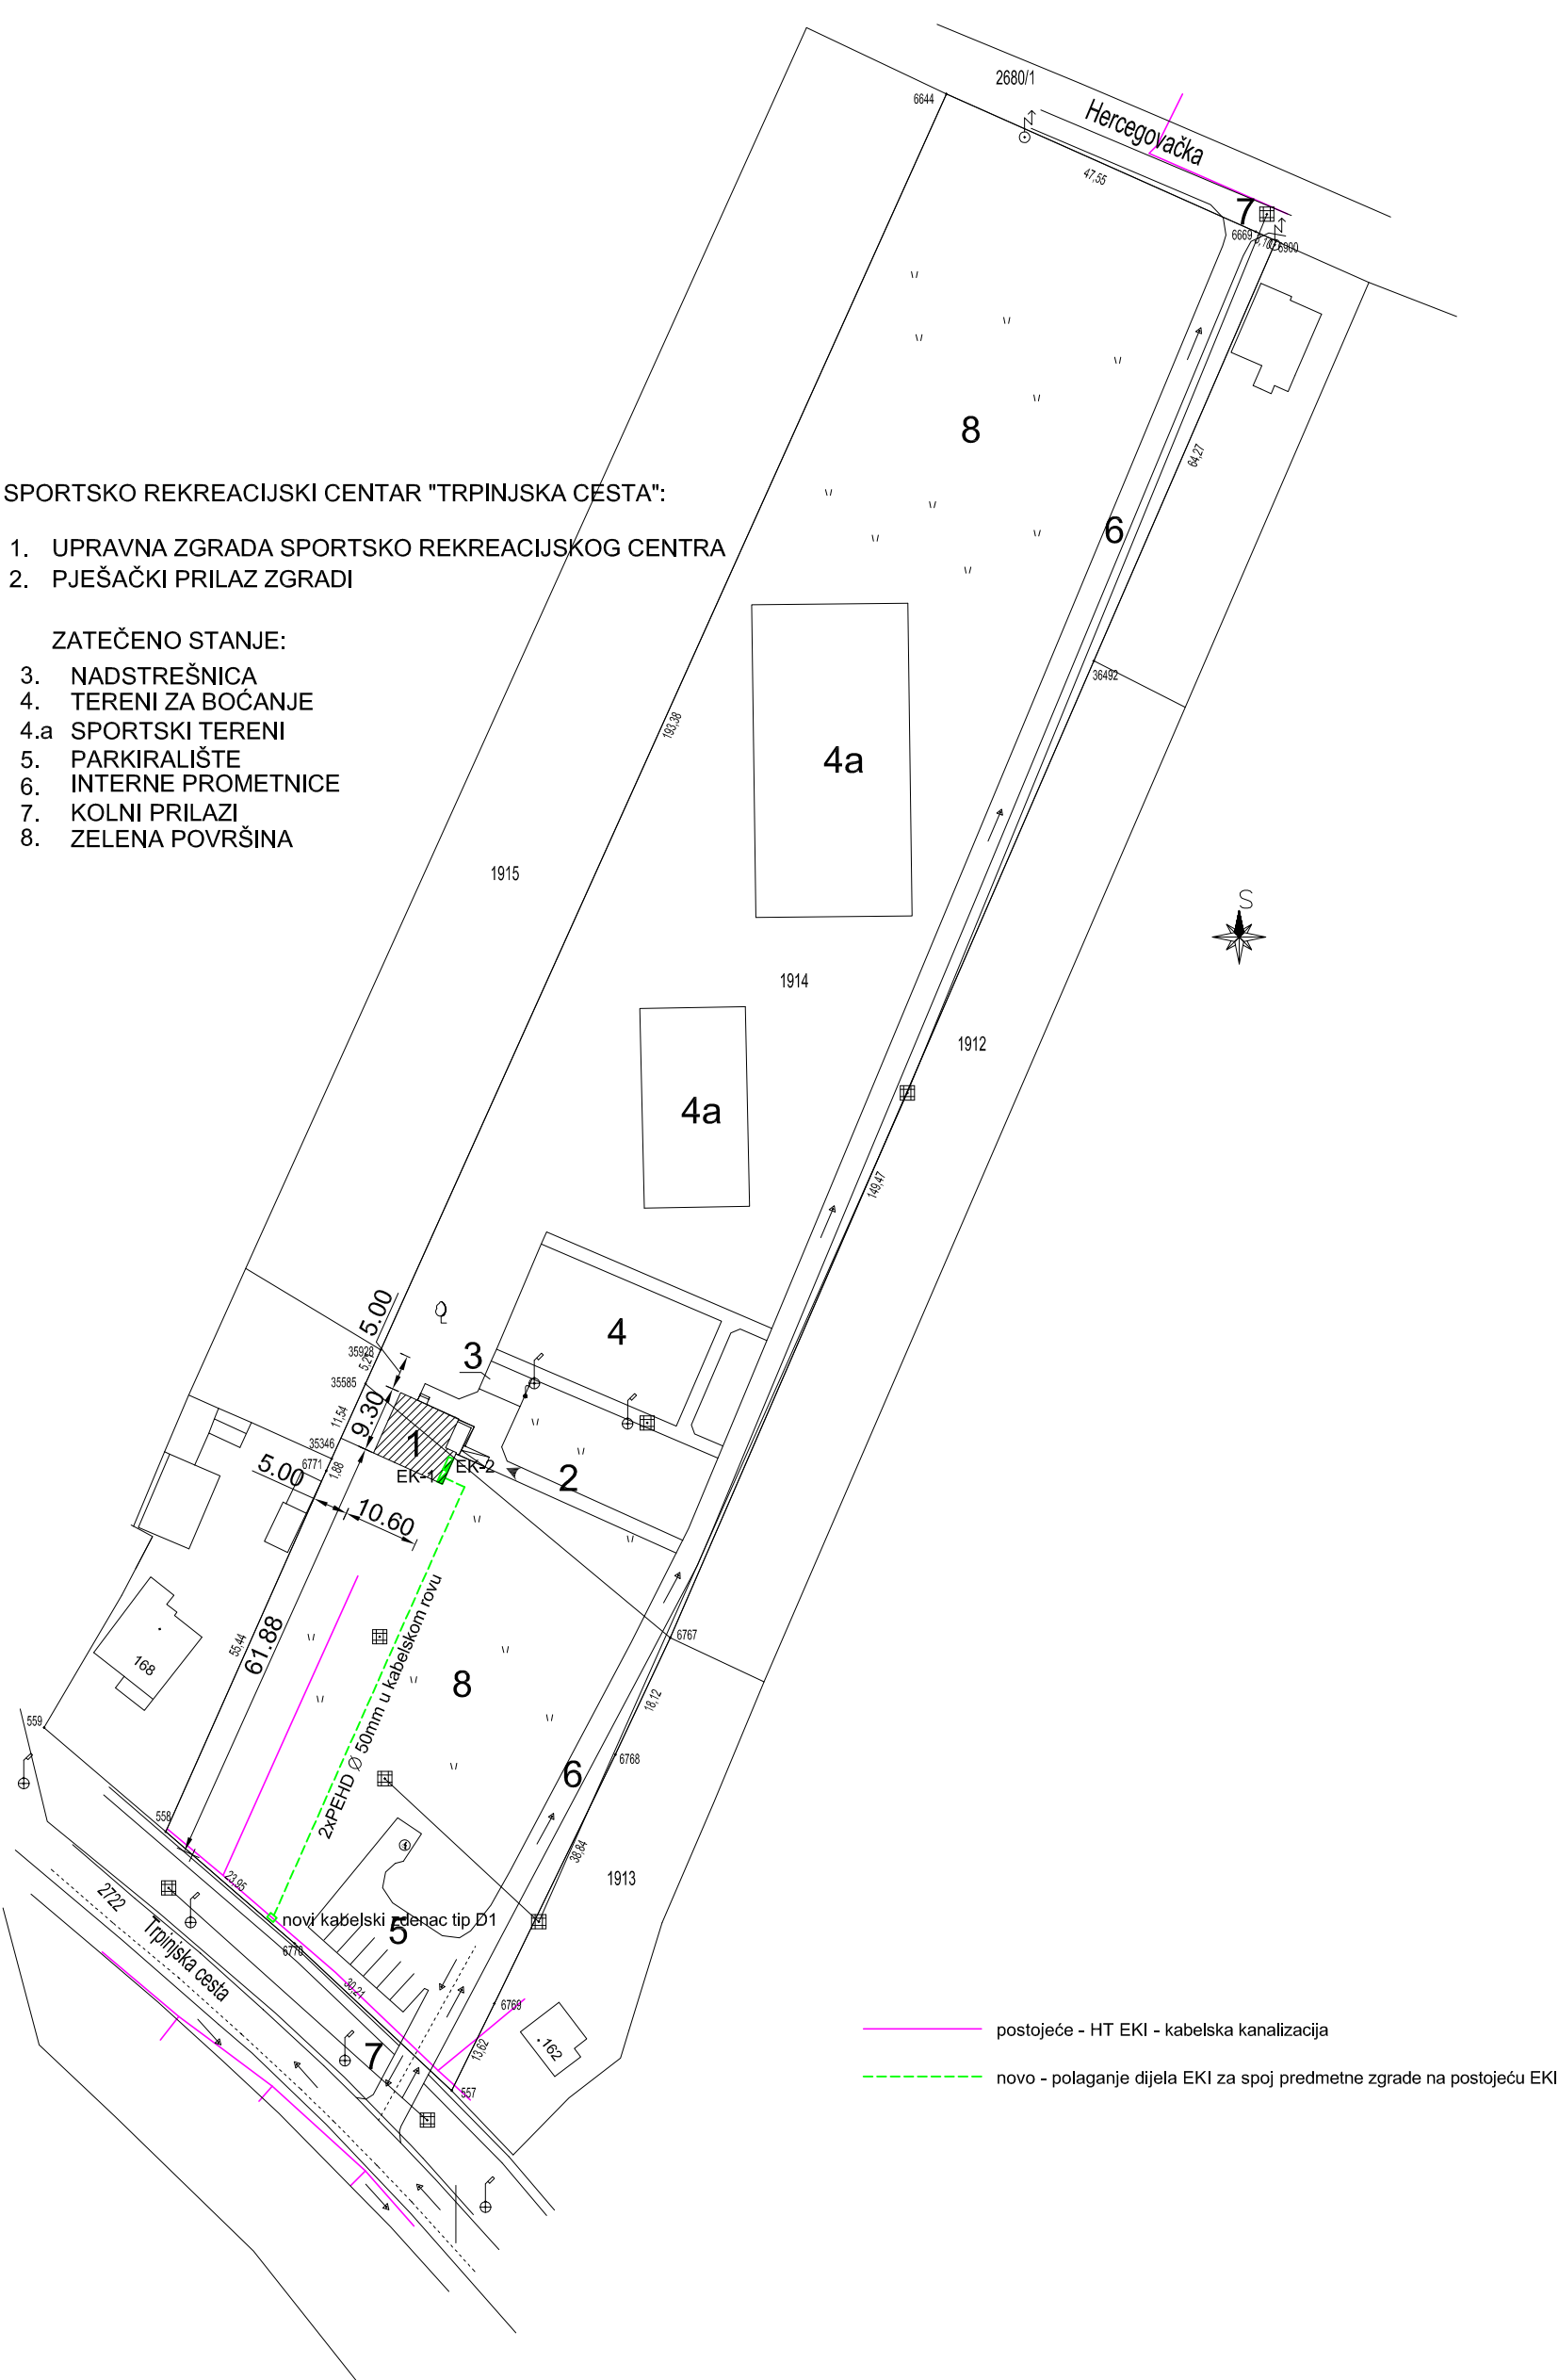 2680/1
Hercegovačka
6644
47,55
7
6669
6900
8
64,27
6
SPORTSKO REKREACIJSKI CENTAR "TRPINJSKA CESTA":
1. UPRAVNA ZGRADA SPORTSKO REKREACIJSKOG CENTRA
2. PJEŠAČKI PRILAZ ZGRADI
ZATEČENO STANJE:
3. NADSTREŠNICA
4. TERENI ZA BOĆANJE
4.a SPORTSKI TERENI
5. PARKIRALIŠTE
6. INTERNE PROMETNICE
7. KOLNI PRILAZI
8. ZELENA POVRŠINA
36492
193,38
4a
1915
S
1914
1912
4a
149,47
5.00
4
35928
5,21
3
35585
9.30
11,54
1
35346
6771
1,88
EK-1
EK-2
2
5.00
10.60
61.88
55,44
168
6767
8
2xPEHD Ø 50mm u kabelskom rovu
18,12
559
6768
6
558
38,84
23,95
1913
2722
Trpinjska cesta
novi kabelski zdenac tip D1
5
6770
30,21
6769
162
13,62
7
557
postojeće - HT EKI - kabelska kanalizacija
novo - polaganje dijela EKI za spoj predmetne zgrade na postojeću EKI